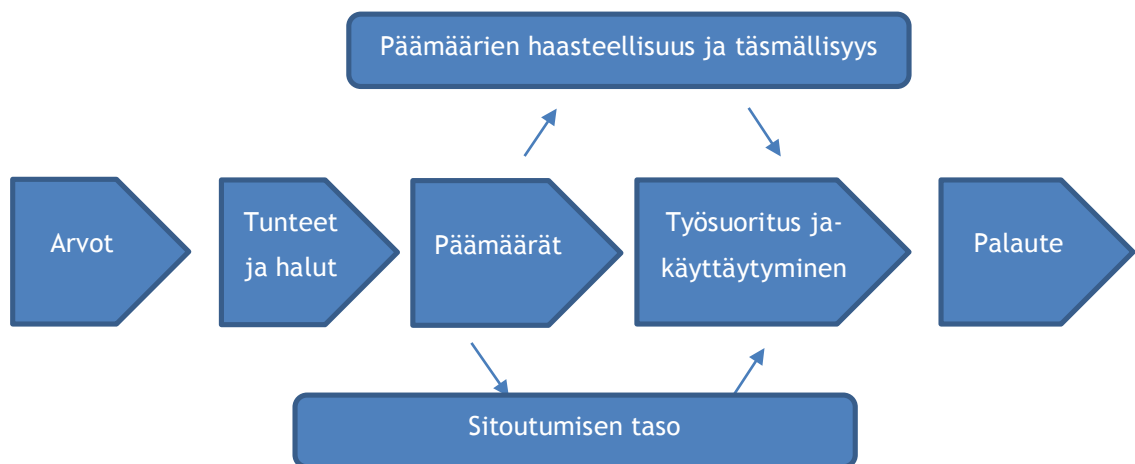 Päämäärien haasteellisuus ja täsmällisyys
Arvot
Tunteet
ja halut
Päämäärät
Työsuoritus ja-
käyttäytyminen
Palaute
Sitoutumisen taso